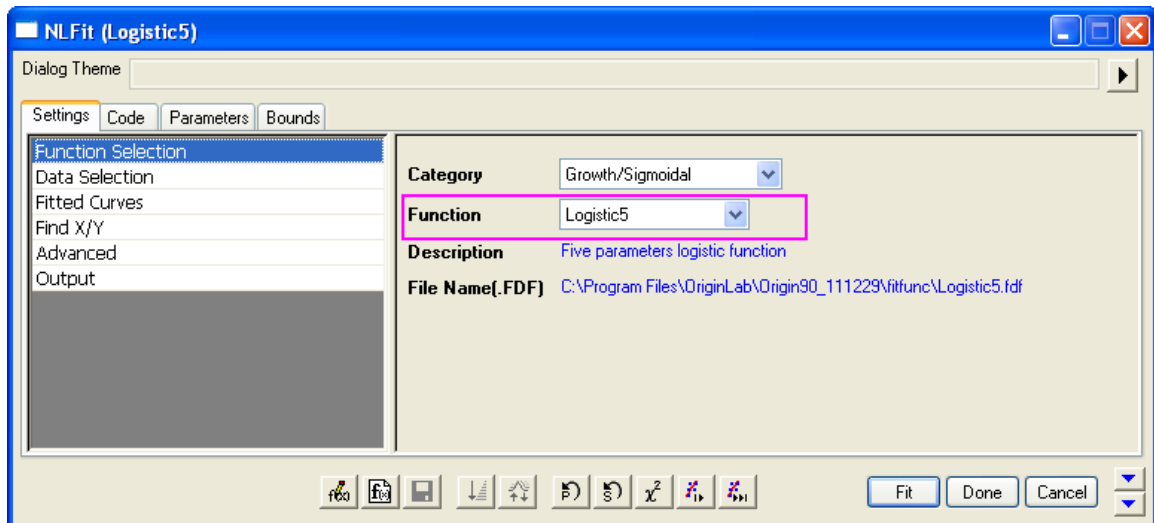 NLFit (Logistic5)
Dialog Theme
Settings Code Parameters Bounds
Function Selection
Data Selection
Fitted Curves
Find X/Y
Advanced
Output
Category Growth/Sigmoidal
Function Logistic5
Description Five parameters logistic function
File Name(.FDF) C:\Program Files\OriginLab\Origin90_111229\fitfunc\Logistic5.fdf
Fit Done Cancel